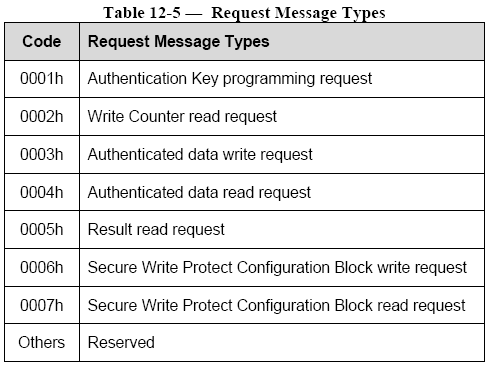 Table 12-5 — Request Message Types
Code Request Message Types
0001h Authentication Key programming request
0002h Write Counter read request
0003h Authenticated data write request
0004h Authenticated data read request
0005h Result read request
0006h Secure Write Protect Configuration Block write request
0007h Secure Write Protect Configuration Block read request
Others Reserved